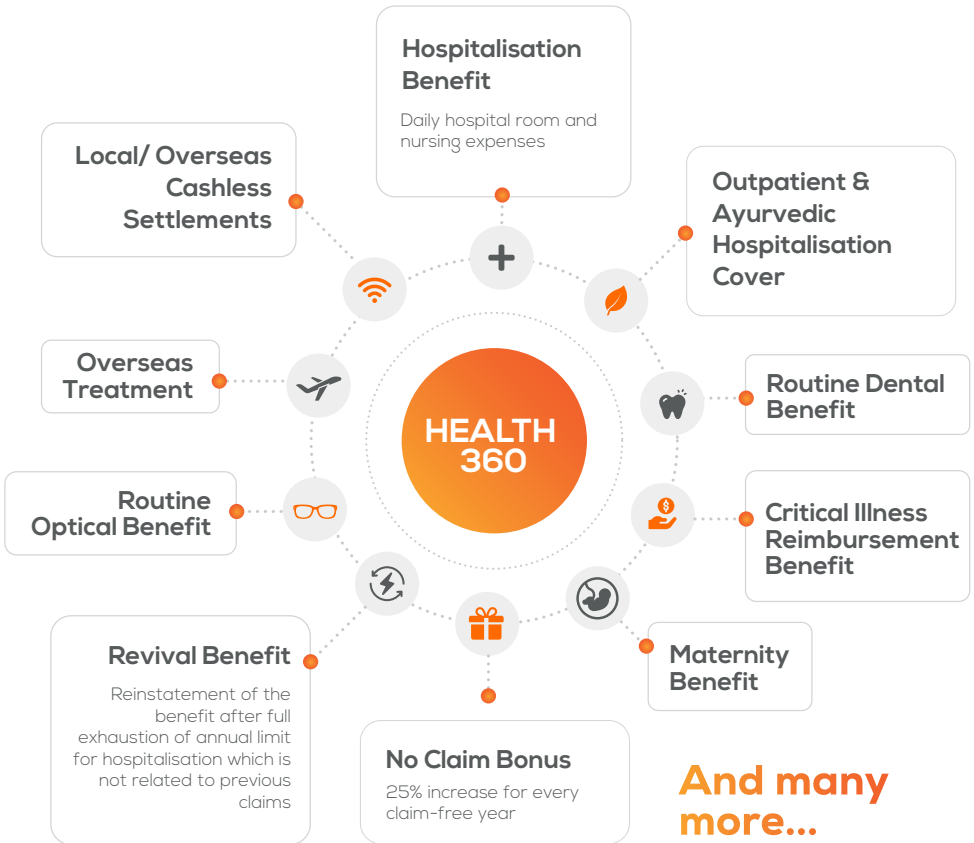 Hospitalisation
Benefit
Daily hospital room and
nursing expenses
Local/ Overseas
Cashless
Settlements
Outpatient &
Ayurvedic
Hospitalisation
Cover
Overseas
Treatment
HEALTH
360
Routine Dental
Benefit
Routine
Optical Benefit
Critical Illness
Reimbursement
Benefit
Revival Benefit
Reinstatement of the
benefit after full
exhaustion of annual limit
for hospitalisation which is
not related to previous
claims
Maternity
Benefit
No Claim Bonus
25% increase for every
claim-free year
And many
more...